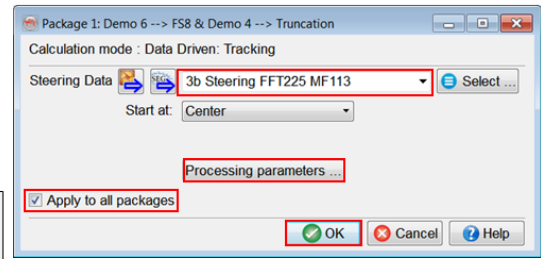 Package 1: Demo 6 --> FS8 & Demo 4 --> Truncation
Calculation mode : Data Driven: Tracking
Steering Data SEG 3b Steering FFT225 MF113 Select ...
Start at: Center
Processing parameters ...
Apply to all packages
OK Cancel Help